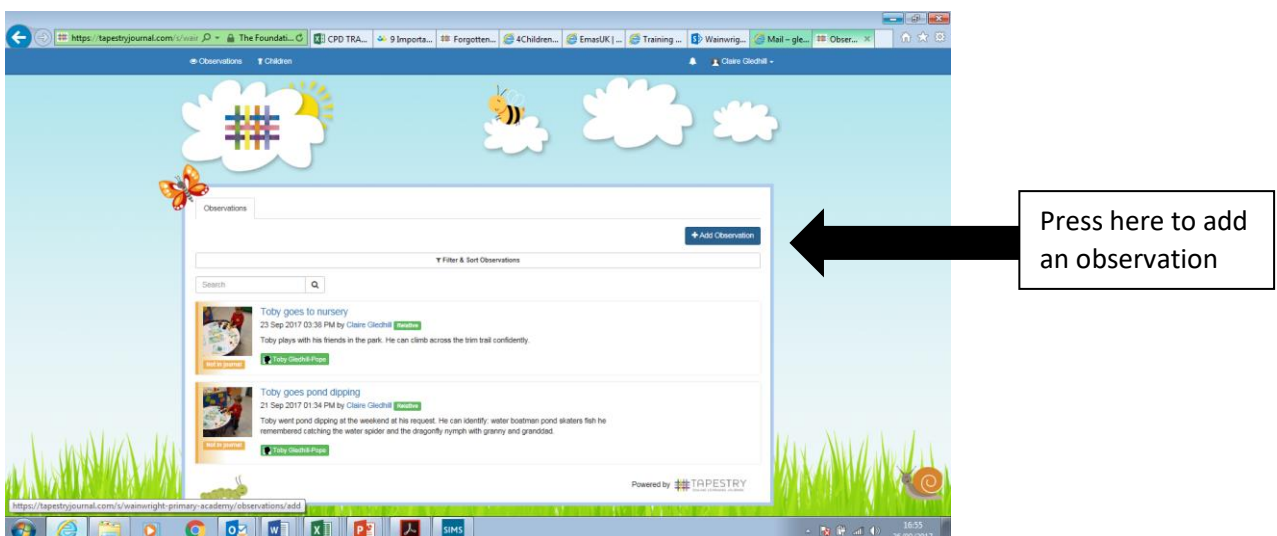 https://tapestryjournal.com/s/wair
The Foundati...
CPD TRA...
9 Importa...
Forgotten...
4Children...
EmasUK | ...
Training ...
Wainwrig...
Mail – gle...
Obser...
Observations
Children
Claire Gledhill
Observations
Add Observation
Filter & Sort Observations
Search
Toby goes to nursery
23 Sep 2017 03:38 PM by Claire Gledhill Relative
Toby plays with his friends in the park. He can climb across the trim trail confidently.
Not in journal
Toby Gledhill-Pope
Toby goes pond dipping
21 Sep 2017 01:34 PM by Claire Gledhill Relative
Toby went pond dipping at the weekend at his request. He can identify: water boatman pond skaters fish he
remembered catching the water spider and the dragonfly nymph with granny and granddad.
Not in journal
Toby Gledhill-Pope
Powered by TAPESTRY
https://tapestryjournal.com/s/wainwright-primary-academy/observations/add
SIMS
16:55
Press here to add
an observation